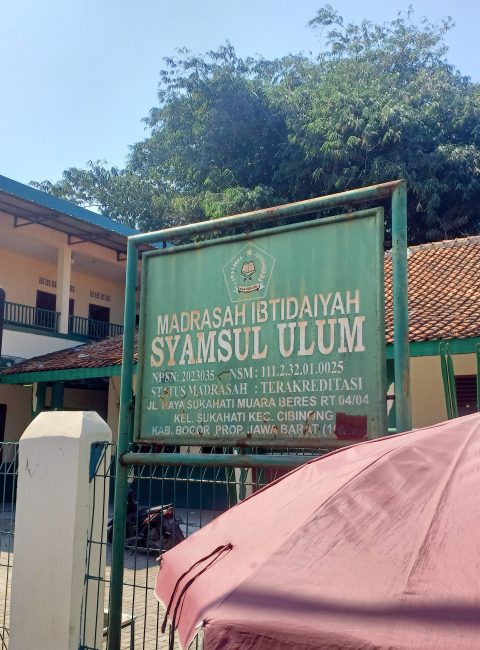 MADRASAH IBTIDAIYAH
SYAMSUL ULUM
NPSN: 2023035 NSM: 111.2.32.01.0025
STATUS MADRASAH : TERAKREDITASI
JL. RAYA SUKAHATI MUARA BERES RT 04/04
KEL. SUKAHATI KEC. CIBINONG
KAB. BOGOR PROP. JAWA BARAT